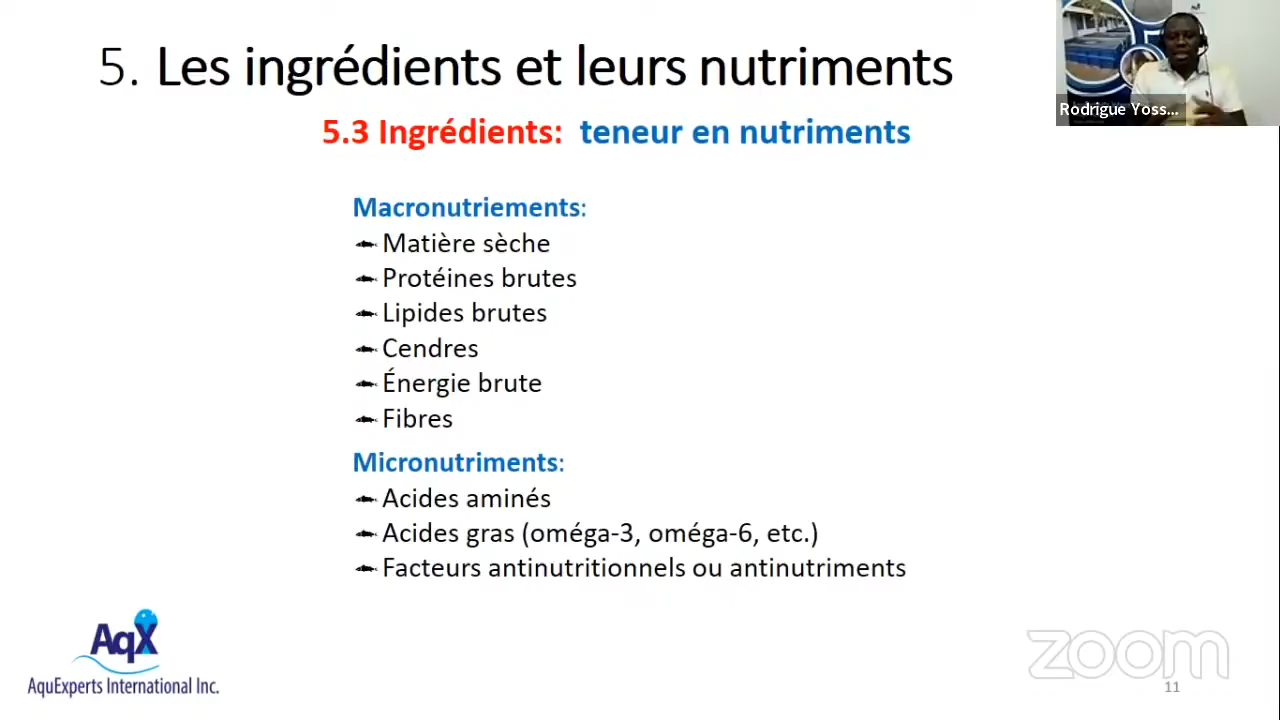 5. Les ingrédients et leurs nutriments
5.3 Ingrédients: teneur en nutriments
Rodrigue Yoss...
Macronutriements:
Matière sèche
Protéines brutes
Lipides brutes
Cendres
Énergie brute
Fibres
Micronutriments:
Acides aminés
Acides gras (oméga-3, oméga-6, etc.)
Facteurs antinutritionnels ou antinutriments
AqX
AquExperts International Inc.
zoom
11